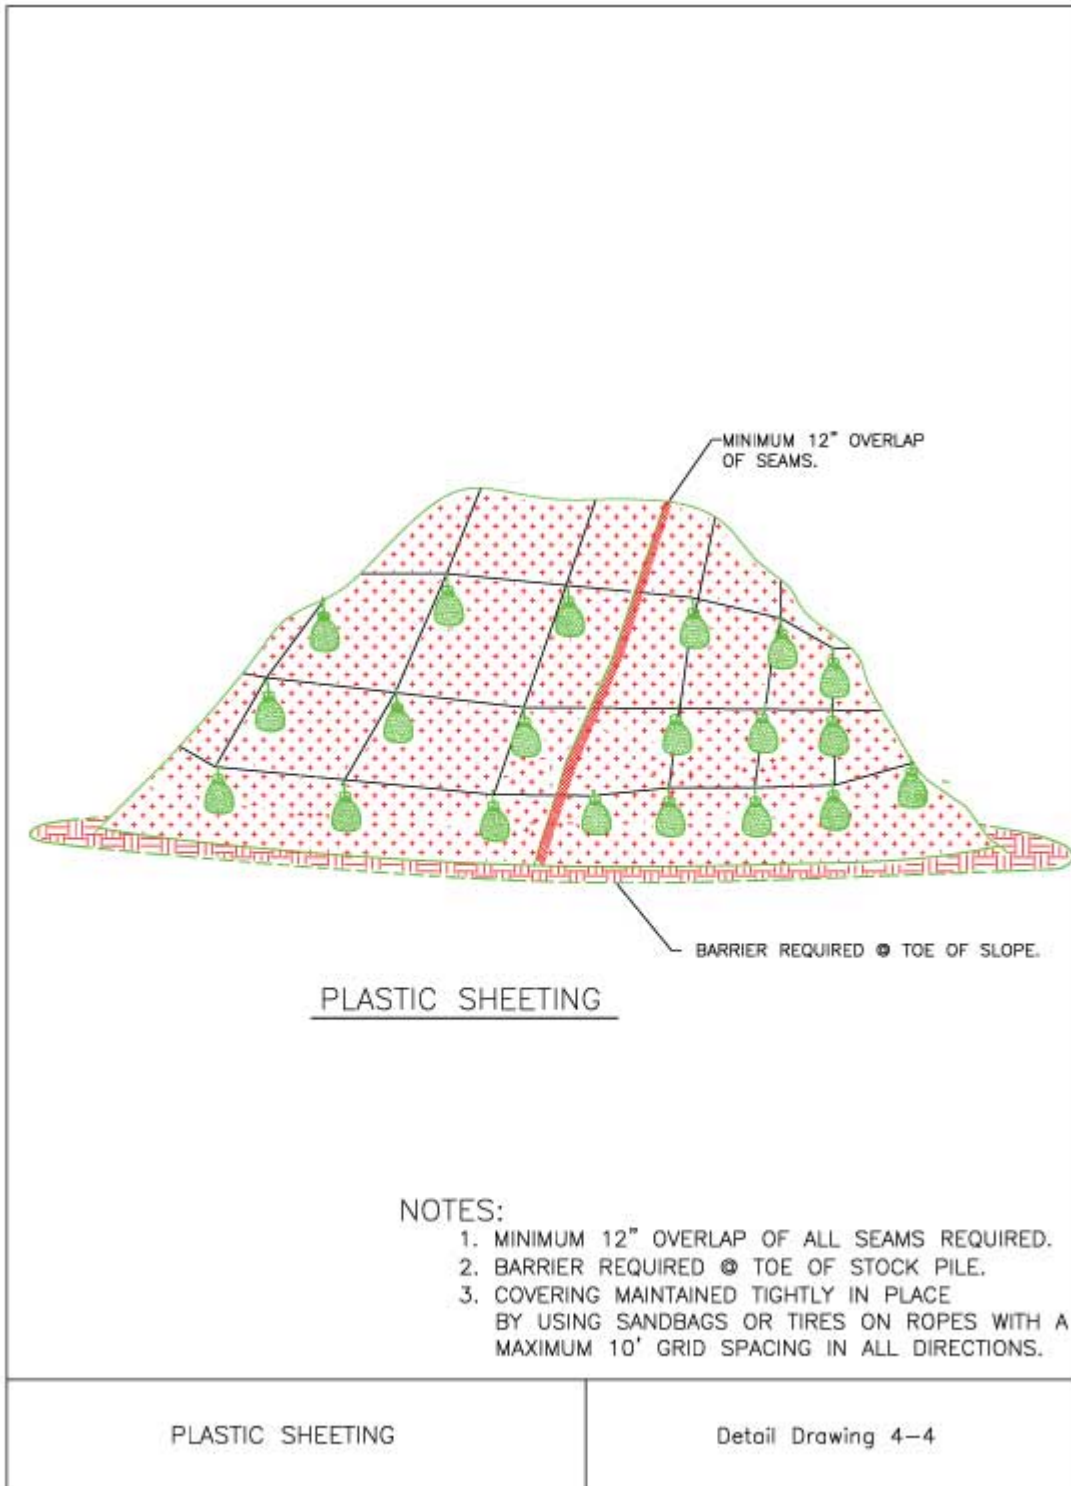 MINIMUM 12" OVERLAP
OF SEAMS.
BARRIER REQUIRED @ TOE OF SLOPE.
PLASTIC SHEETING
NOTES:
1. MINIMUM 12" OVERLAP OF ALL SEAMS REQUIRED.
2. BARRIER REQUIRED @ TOE OF STOCK PILE.
3. COVERING MAINTAINED TIGHTLY IN PLACE
BY USING SANDBAGS OR TIRES ON ROPES WITH A
MAXIMUM 10' GRID SPACING IN ALL DIRECTIONS.
PLASTIC SHEETING
Detail Drawing 4-4